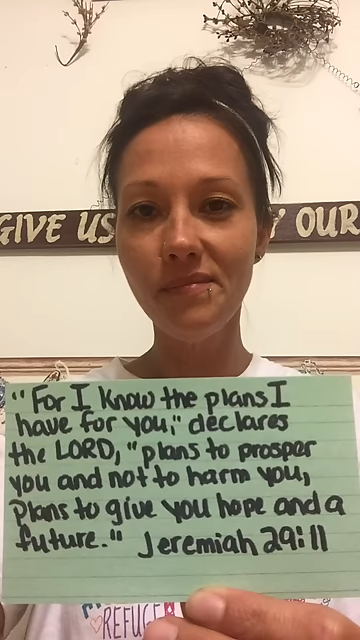 GIVE US Y OUR
"For I know the plans I
have for you," declares
the LORD, "plans to prosper
you and not to harm you,
plans to give you hope and a
future." Jeremiah 29:11
REFUGE